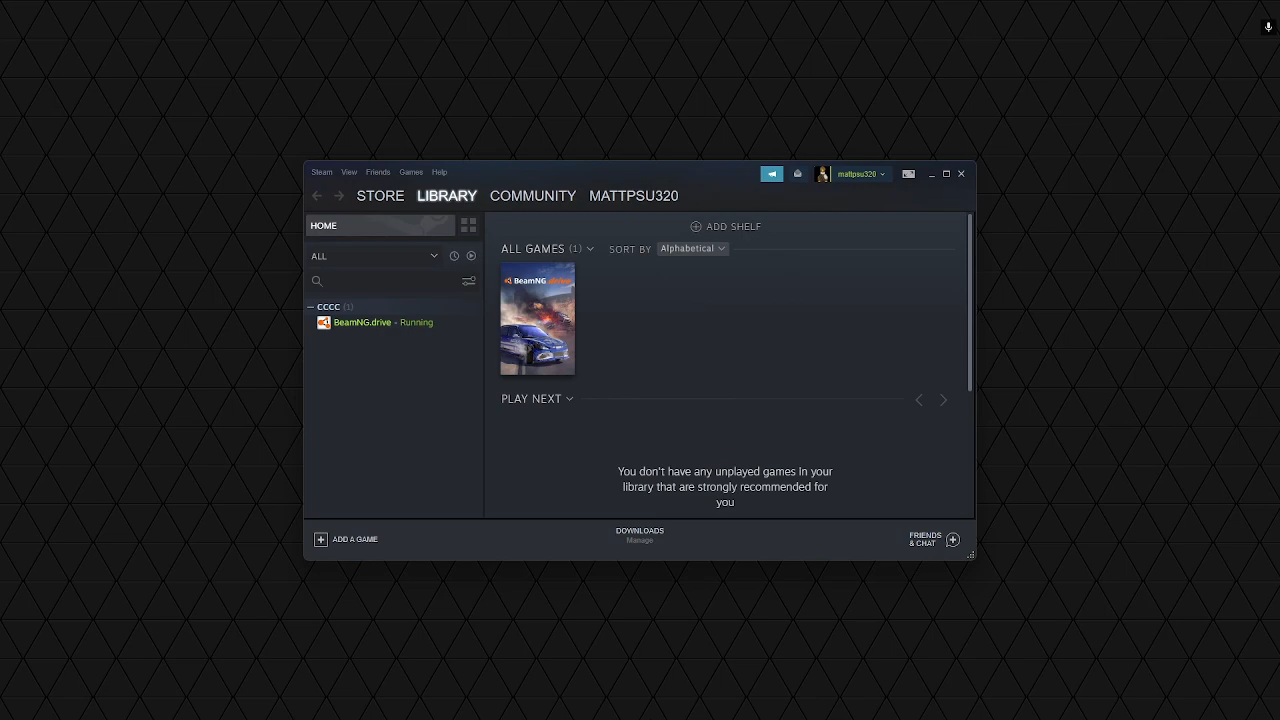 Steam View Friends Games Help
mattpsu320
STORE LIBRARY COMMUNITY MATTPSU320
HOME
ADD SHELF
ALL GAMES (1) SORT BY Alphabetical
ALL
BeamNG.drive
CCCC (1)
BeamNG.drive - Running
PLAY NEXT
You don't have any unplayed games in your
library that are strongly recommended for
you
ADD A GAME
DOWNLOADS
Manage
FRIENDS
& CHAT